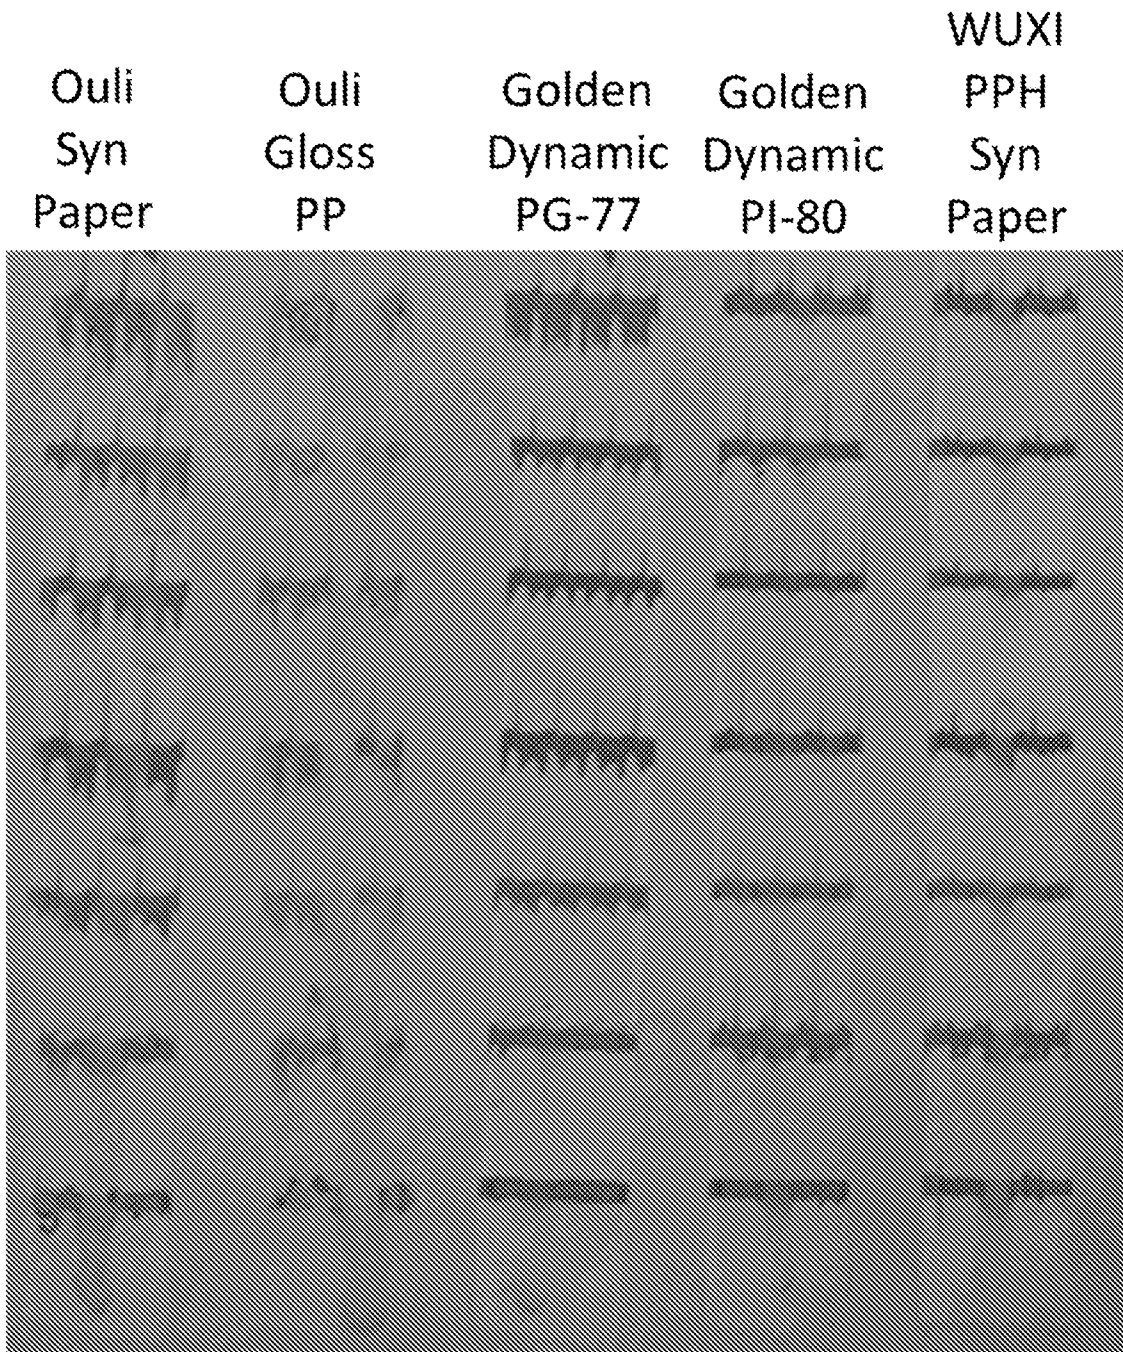 Ouli
Syn
Paper
Ouli
Gloss
PP
Golden
Dynamic
PG-77
Golden
Dynamic
PI-80
WUXI
PPH
Syn
Paper